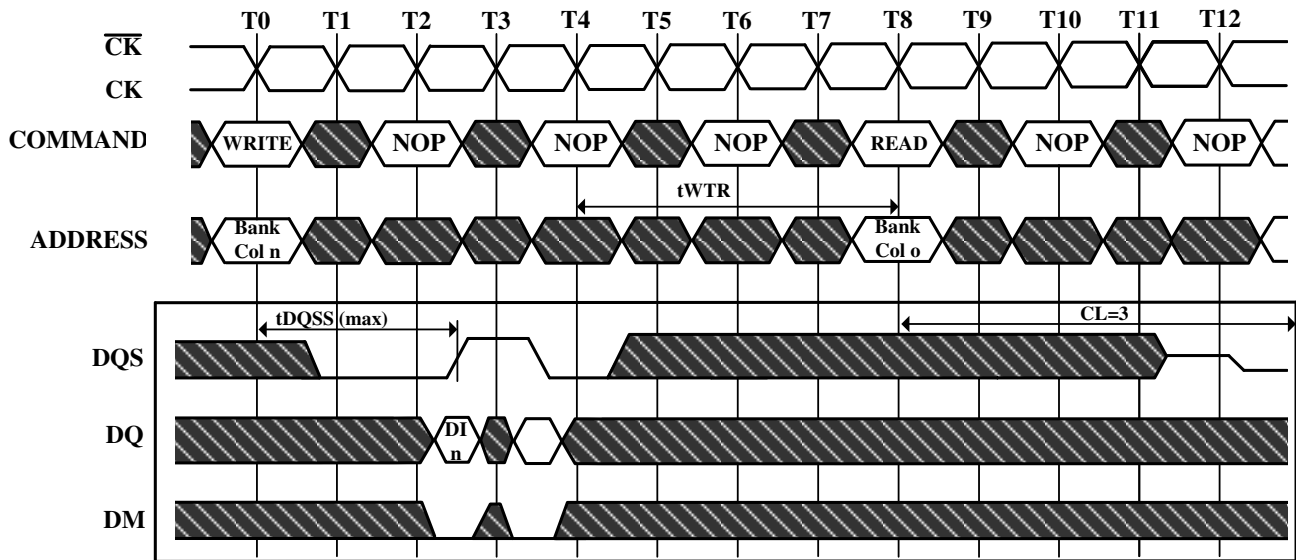 T0 T1 T2 T3 T4 T5 T6 T7 T8 T9 T10 T11 T12
CK
CK
COMMAND WRITE NOP NOP NOP READ NOP NOP
tWTR
ADDRESS Bank Col n Bank Col o
tDQSS (max) CL=3
DQS
DQ DI n
DM